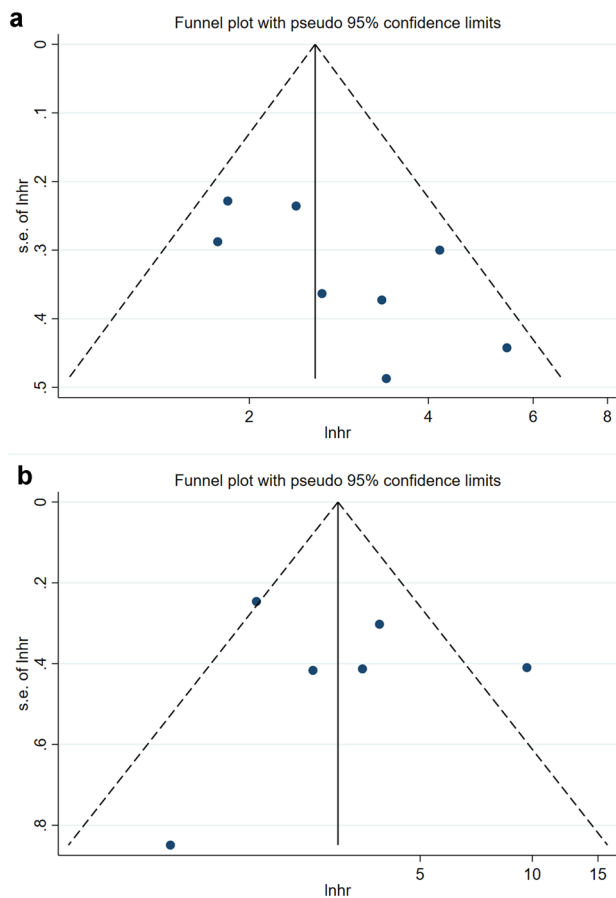 a
Funnel plot with pseudo 95% confidence limits
0
.1
.2
.3
.4
.5
s.e. of lnhr
2
4
6
8
lnhr
b
Funnel plot with pseudo 95% confidence limits
0
.2
.4
.6
.8
s.e. of lnhr
5
10
15
lnhr